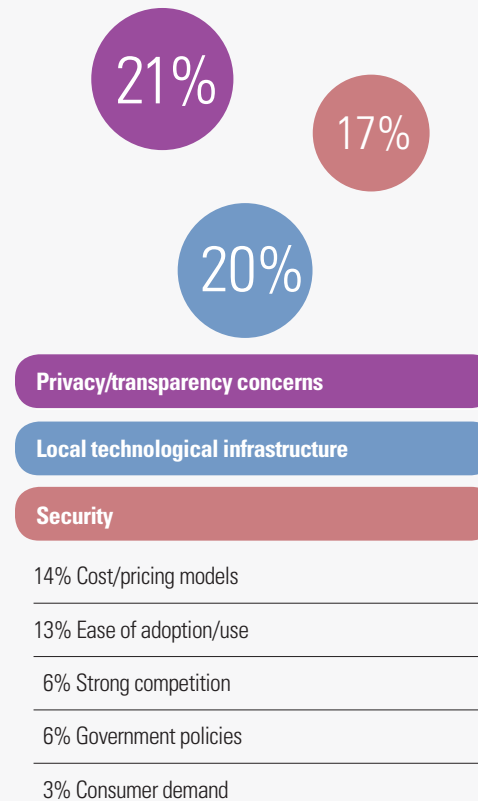 21%
17%
20%
Privacy/transparency concerns
Local technological infrastructure
Security
14% Cost/pricing models
13% Ease of adoption/use
6% Strong competition
6% Government policies
3% Consumer demand